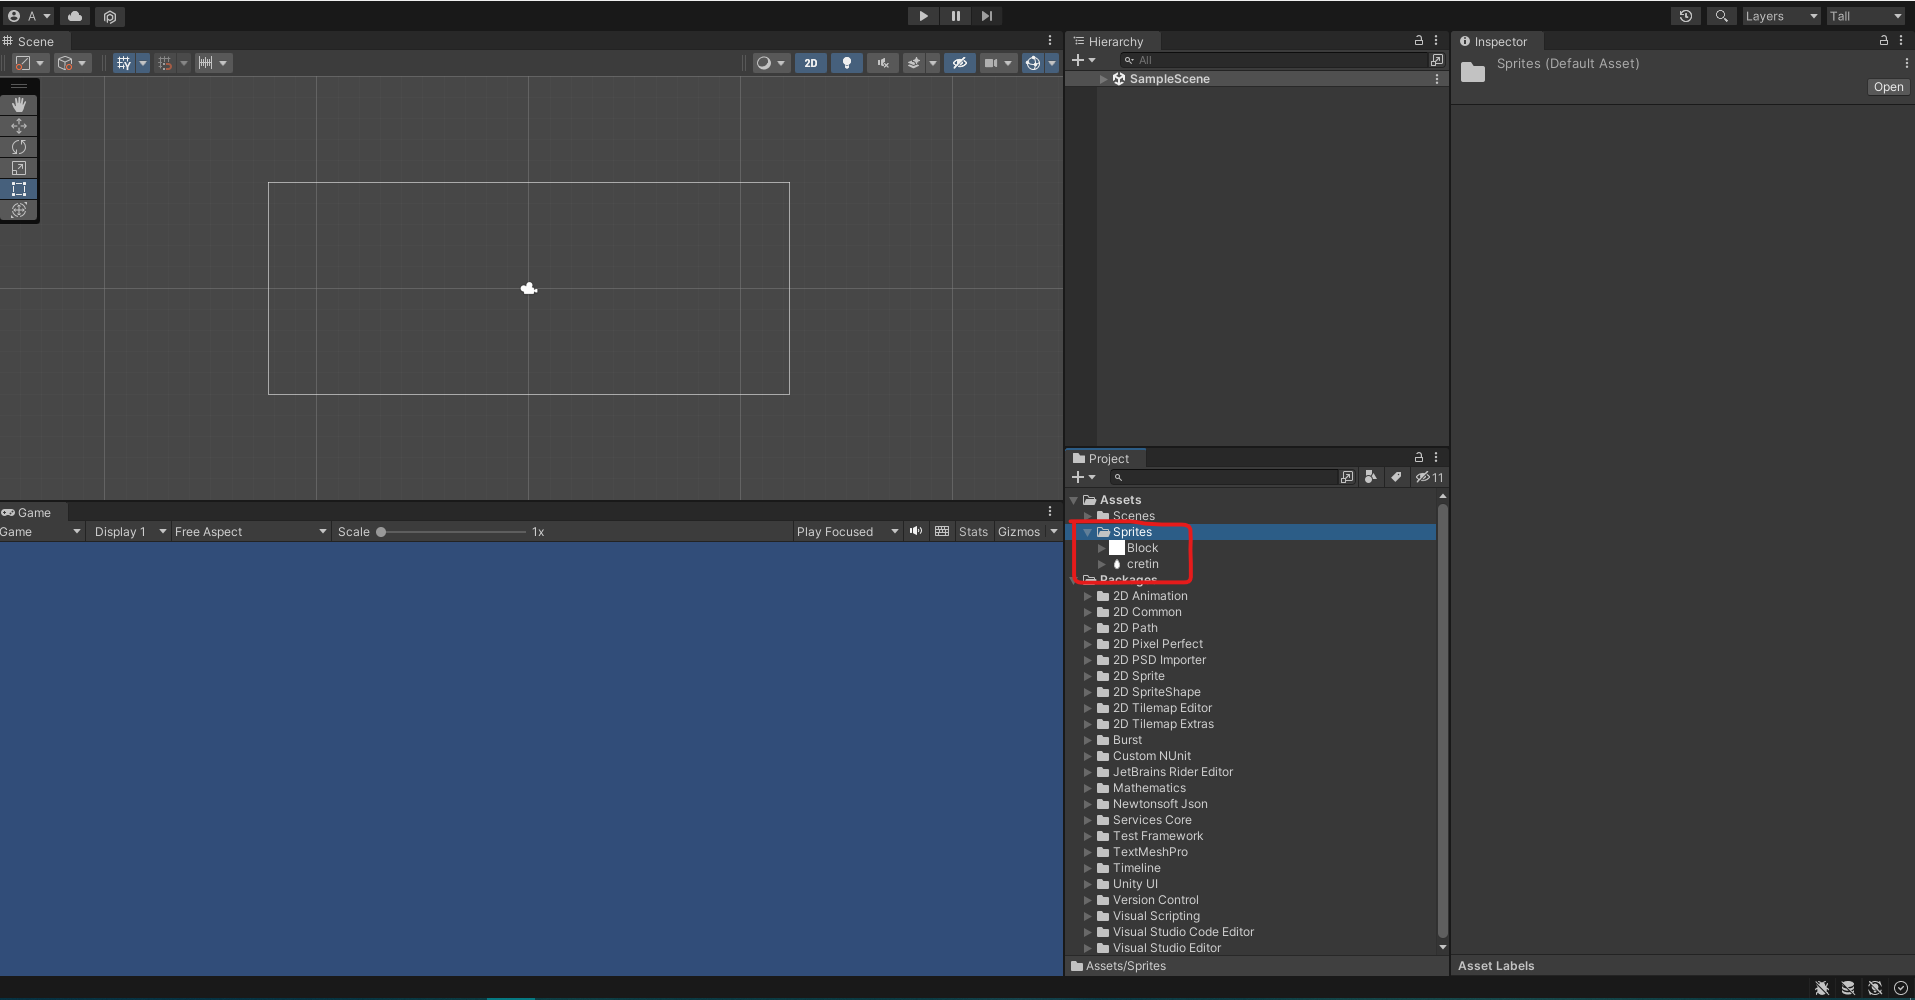 A
Layers
Tall
Scene
2D
Hierarchy
All
SampleScene
Inspector
Sprites (Default Asset)
Open
Game
Game
Display 1
Free Aspect
Scale
1x
Play Focused
Stats
Gizmos
Project
11
Assets
Scenes
Sprites
Block
cretin
Packages
2D Animation
2D Common
2D Path
2D Pixel Perfect
2D PSD Importer
2D Sprite
2D SpriteShape
2D Tilemap Editor
2D Tilemap Extras
Burst
Custom NUnit
JetBrains Rider Editor
Mathematics
Newtonsoft Json
Services Core
Test Framework
TextMeshPro
Timeline
Unity UI
Version Control
Visual Scripting
Visual Studio Code Editor
Visual Studio Editor
Assets/Sprites
Asset Labels